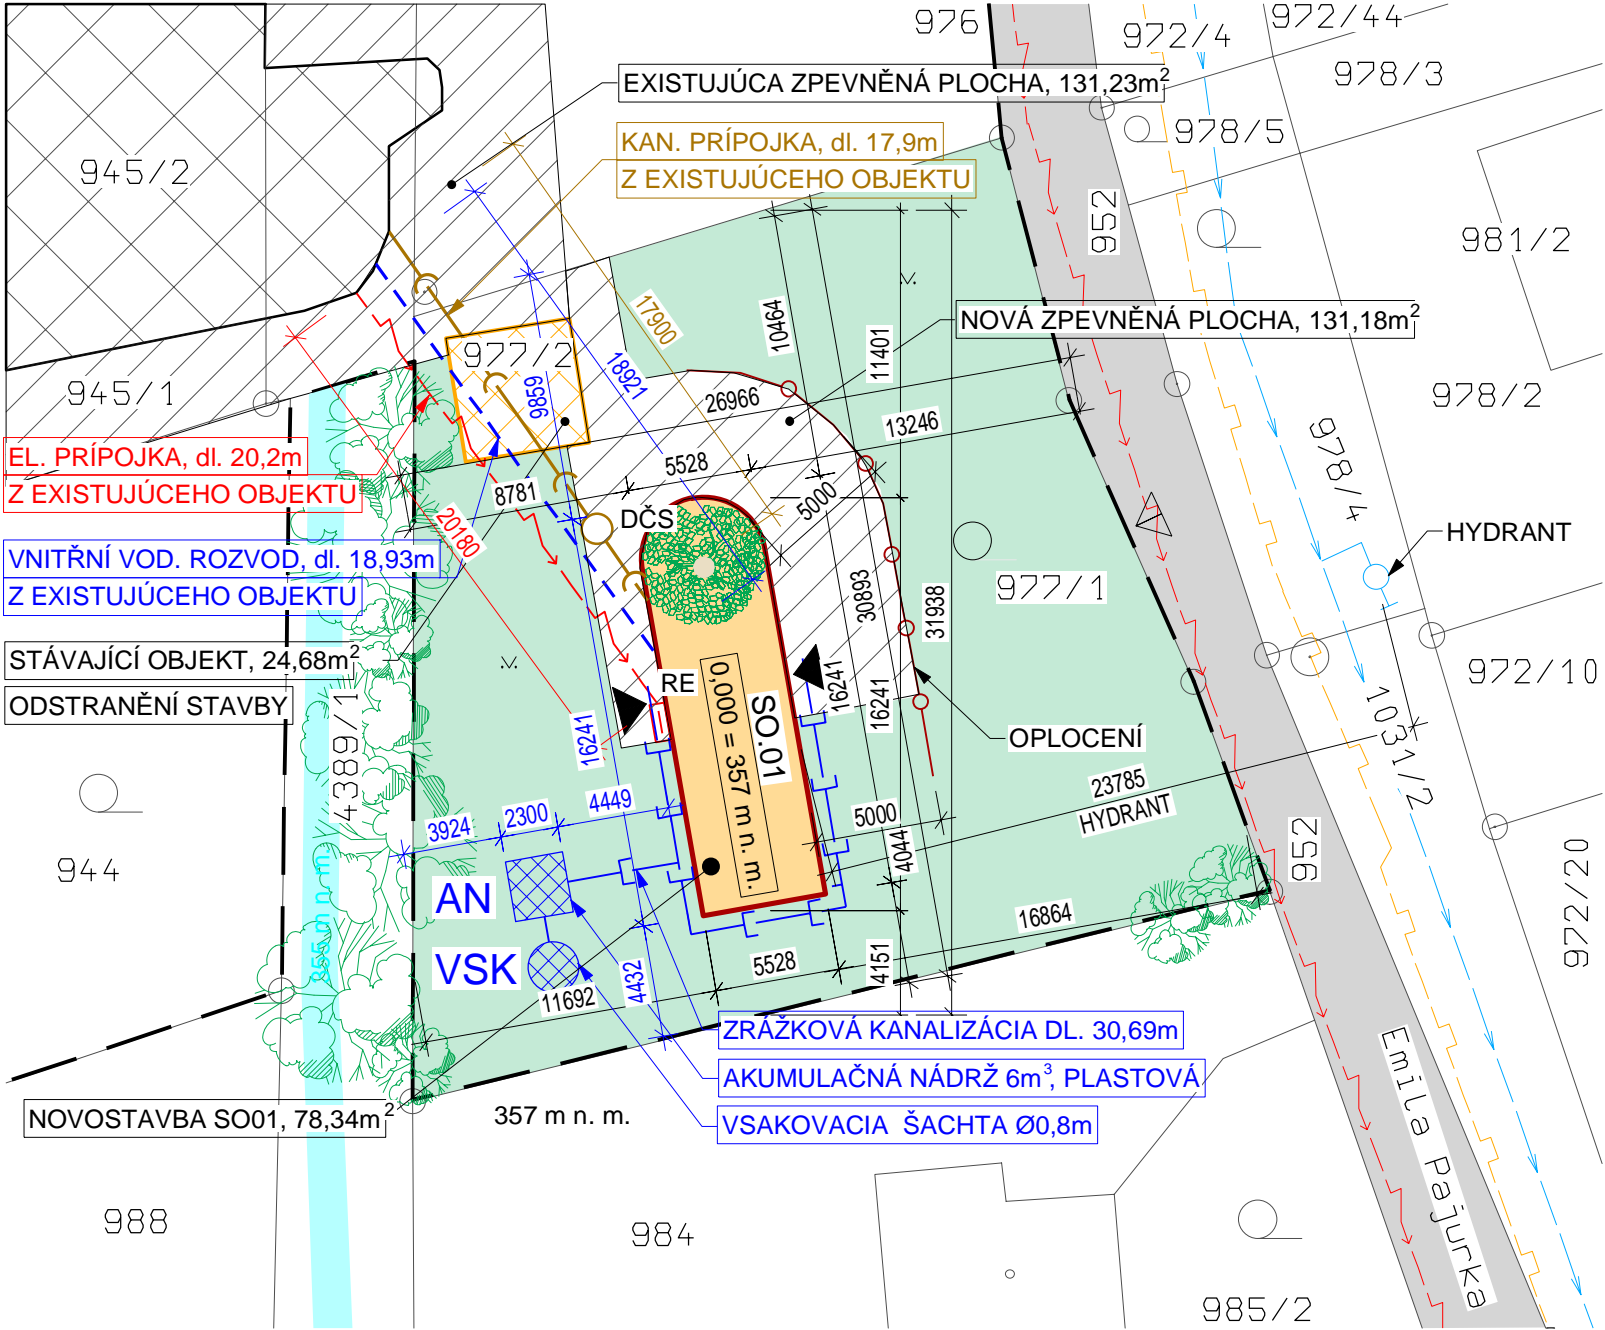 976
972/4
972/44
978/3
EXISTUJÚCA ZPEVNĚNÁ PLOCHA, 131,23m²
978/5
KAN. PRÍPOJKA, dl. 17,9m
Z EXISTUJÚCEHO OBJEKTU
945/2
952
981/2
17900
10464
NOVÁ ZPEVNĚNÁ PLOCHA, 131,18m²
977/2
18921
11401
9859
945/1
26966
13246
978/2
EL. PRÍPOJKA, dl. 20,2m
Z EXISTUJÚCEHO OBJEKTU
5528
8781
5000
978/4
20180
DČS
HYDRANT
VNITŘNÍ VOD. ROZVOD, dl. 18,93m
Z EXISTUJÚCEHO OBJEKTU
977/1
30893
31938
STÁVAJÍCÍ OBJEKT, 24,68m²
ODSTRANĚNÍ STAVBY
RE
972/10
16241
16241
16241
SO.01
0,000 = 357 m n. m.
OPLOCENÍ
1031/2
4389/1
23785
HYDRANT
3924
2300
4449
5000
4044
944
952
972/20
AN
355 m n. m.
16864
VSK
5528
4151
4432
11692
ZRÁŽKOVÁ KANALIZÁCIA DL. 30,69m
AKUMULAČNÁ NÁDRŽ 6m³, PLASTOVÁ
VSAKOVACIA ŠACHTA Ø0,8m
NOVOSTAVBA SO01, 78,34m²
357 m n. m.
Emila Pajurka
988
984
985/2